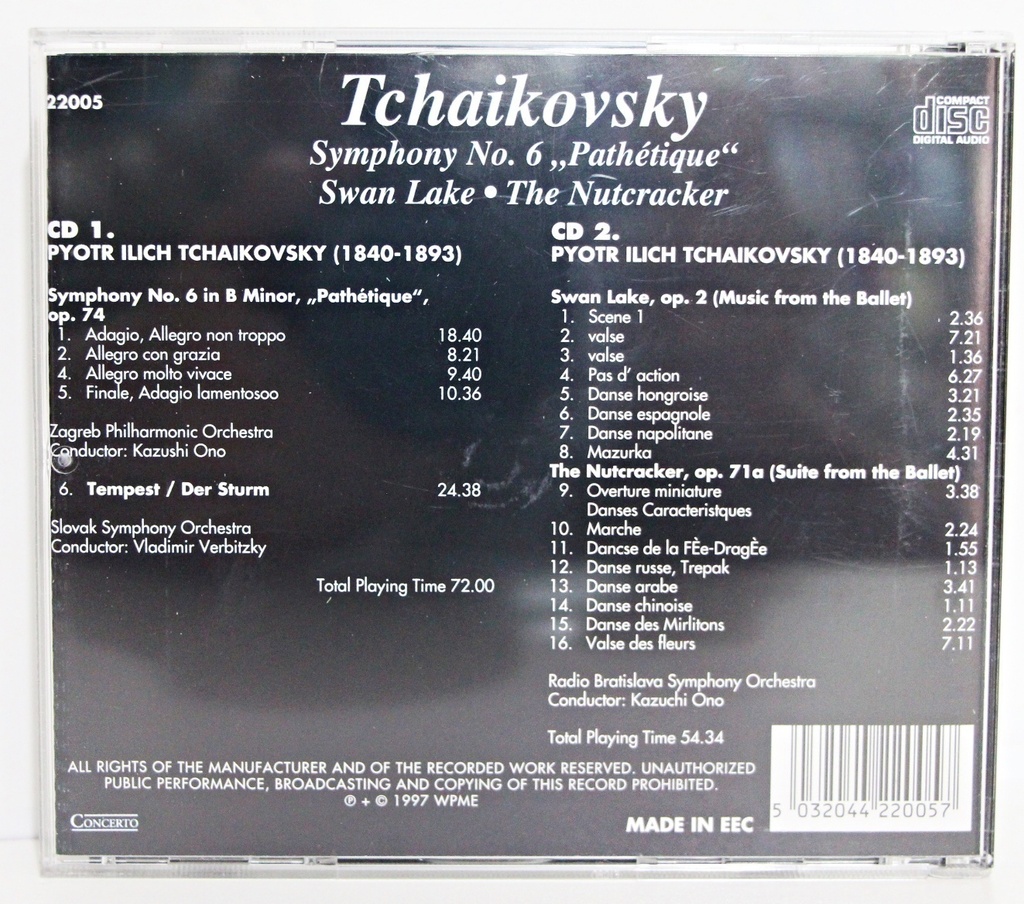 22005
Tchaikovsky
COMPACT
disc
DIGITAL AUDIO
Symphony No. 6 „Pathétique“
Swan Lake • The Nutcracker
CD 1.
PYOTR ILICH TCHAIKOVSKY (1840-1893)
Symphony No. 6 in B Minor, „Pathétique“,
op. 74
1. Adagio, Allegro non troppo 18.40
2. Allegro con grazia 8.21
4. Allegro molto vivace 9.40
5. Finale, Adagio lamentosoo 10.36
Zagreb Philharmonic Orchestra
Conductor: Kazushi Ono
6. Tempest / Der Sturm 24.38
Slovak Symphony Orchestra
Conductor: Vladimir Verbitzky
Total Playing Time 72.00
CD 2.
PYOTR ILICH TCHAIKOVSKY (1840-1893)
Swan Lake, op. 2 (Music from the Ballet)
1. Scene 1 2.36
2. valse 7.21
3. valse 1.36
4. Pas d' action 6.27
5. Danse hongroise 3.21
6. Danse espagnole 2.35
7. Danse napolitane 2.19
8. Mazurka 4.31
The Nutcracker, op. 71a (Suite from the Ballet)
9. Overture miniature 3.38
Danses Caracteristques
10. Marche 2.24
11. Dancse de la FÈe-DragÈe 1.55
12. Danse russe, Trepak 1.13
13. Danse arabe 3.41
14. Danse chinoise 1.11
15. Danse des Mirlitons 2.22
16. Valse des fleurs 7.11
Radio Bratislava Symphony Orchestra
Conductor: Kazuchi Ono
Total Playing Time 54.34
ALL RIGHTS OF THE MANUFACTURER AND OF THE RECORDED WORK RESERVED. UNAUTHORIZED
PUBLIC PERFORMANCE, BROADCASTING AND COPYING OF THIS RECORD PROHIBITED.
℗ + © 1997 WPME
CONCERTO
MADE IN EEC
5 032044 220057